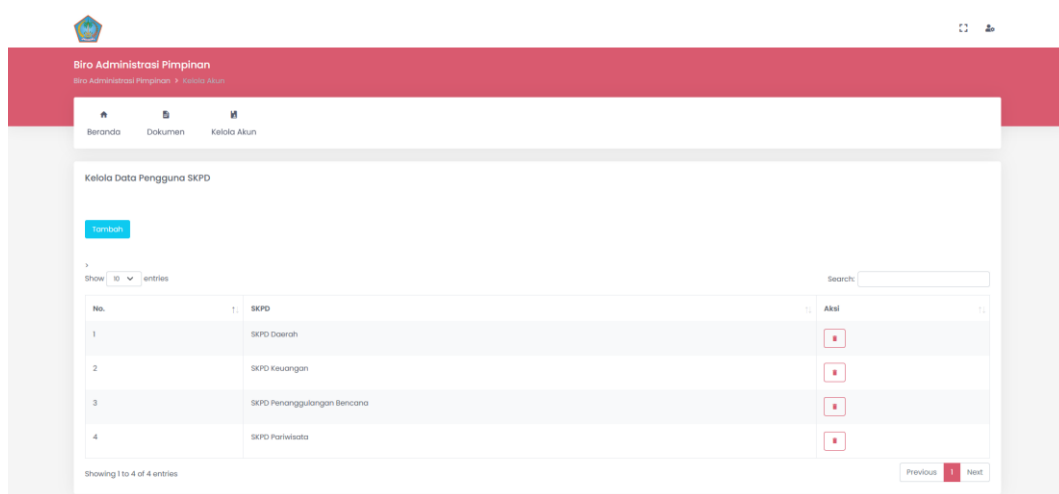 Biro Administrasi Pimpinan
Biro Administrasi Pimpinan > Kelola Akun
Beranda Dokumen Kelola Akun
Kelola Data Pengguna SKPD
Tambah
>
Show 10 entries Search:
No. SKPD Aksi
1 SKPD Daerah
2 SKPD Keuangan
3 SKPD Penanggulangan Bencana
4 SKPD Pariwisata
Showing 1 to 4 of 4 entries Previous 1 Next